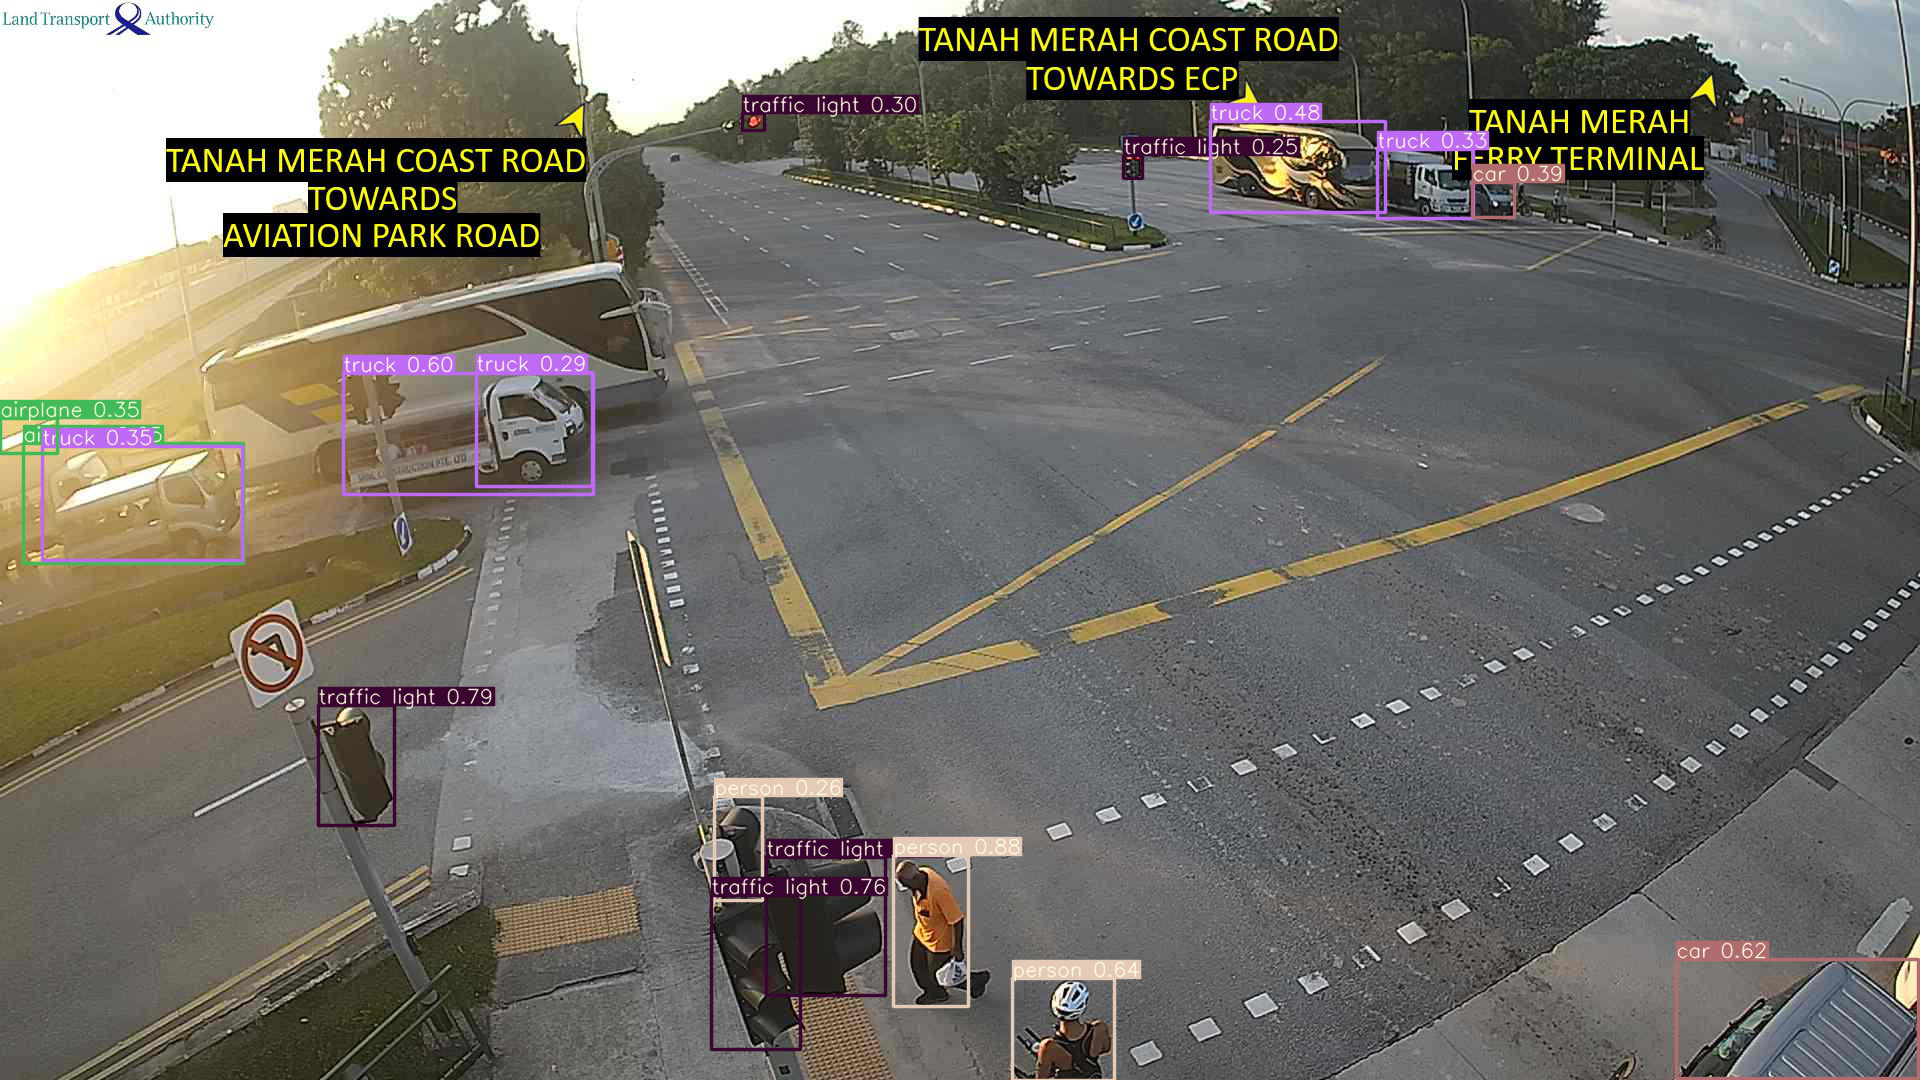 Land Transport Authority
TANAH MERAH COAST ROAD
TOWARDS ECP
traffic light 0.30
truck 0.48
TANAH MERAH
FERRY TERMINAL
truck 0.33
traffic light 0.25
car 0.39
TANAH MERAH COAST ROAD
TOWARDS
AVIATION PARK ROAD
truck 0.60
truck 0.29
airplane 0.35
truck 0.35
traffic light 0.79
person 0.26
traffic light
person 0.88
traffic light 0.76
person 0.64
car 0.62